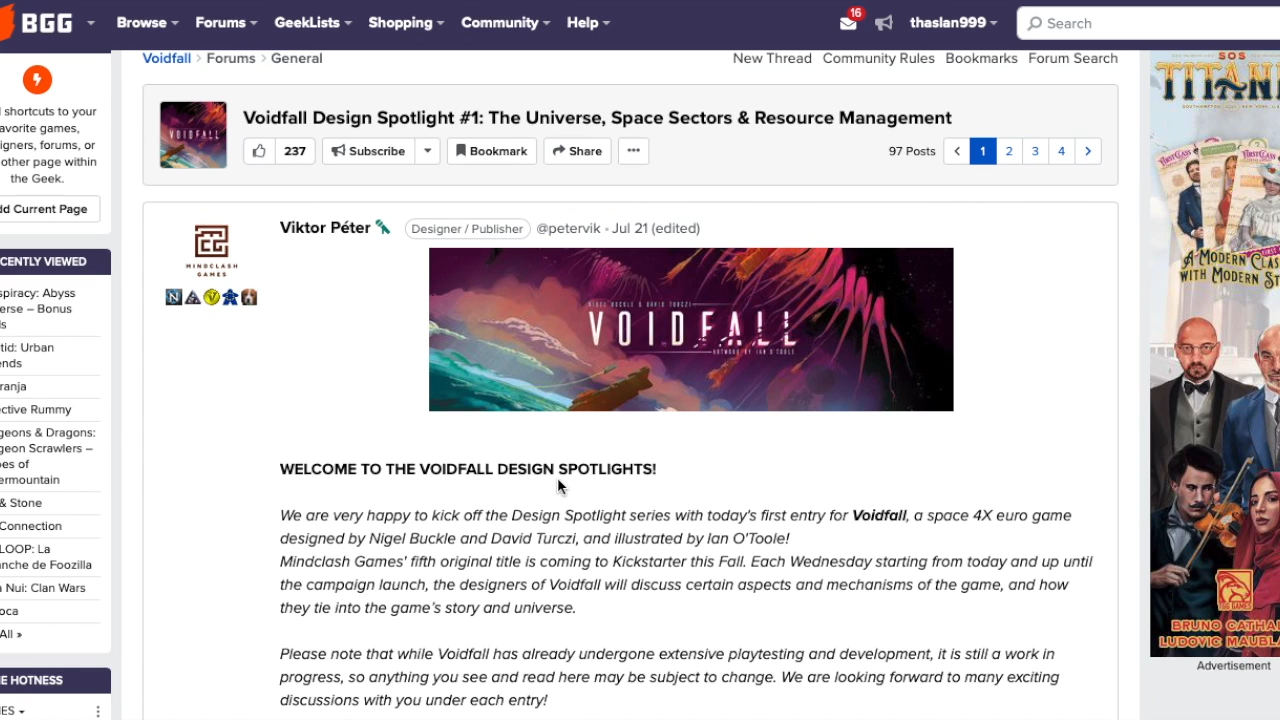 BGG
Browse
Forums
GeekLists
Shopping
Community
Help
16
thaslan999
Search
Voidfall > Forums > General
New Thread
Community Rules
Bookmarks
Forum Search
shortcuts to your
favorite games,
other page within
the Geek.
Current Page
VOIDFALL
Voidfall Design Spotlight #1: The Universe, Space Sectors & Resource Management
237
Subscribe
Bookmark
Share
97 Posts
1
2
3
4
MINDCLASH
GAMES
Viktor Péter
Designer / Publisher
@petervik - Jul 21 (edited)
NIGEL BUCKLE & DAVID TURCZI
VOIDFALL
ARTWORK BY IAN O'TOOLE
WELCOME TO THE VOIDFALL DESIGN SPOTLIGHTS!
We are very happy to kick off the Design Spotlight series with today's first entry for Voidfall, a space 4X euro game
designed by Nigel Buckle and David Turczi, and illustrated by Ian O'Toole!
Mindclash Games' fifth original title is coming to Kickstarter this Fall. Each Wednesday starting from today and up until
the campaign launch, the designers of Voidfall will discuss certain aspects and mechanisms of the game, and how
they tie into the game's story and universe.
Please note that while Voidfall has already undergone extensive playtesting and development, it is still a work in
progress, so anything you see and read here may be subject to change. We are looking forward to many exciting
discussions with you under each entry!
CENTLY VIEWED
spiracy: Abyss
erse – Bonus
ds
tid: Urban
ends
ranja
ective Rummy
geons & Dragons:
geon Scrawlers –
oes of
ermountain
& Stone
Connection
LOOP: La
nche de Foozilla
a Nui: Clan Wars
oca
All »
E HOTNESS
ES
SOS
TITANI
FIRST CLASS
A MODERN CLAS
WITH MODERN ST
BRUNO CATHA
LUDOVIC MAUBLA
Advertisement